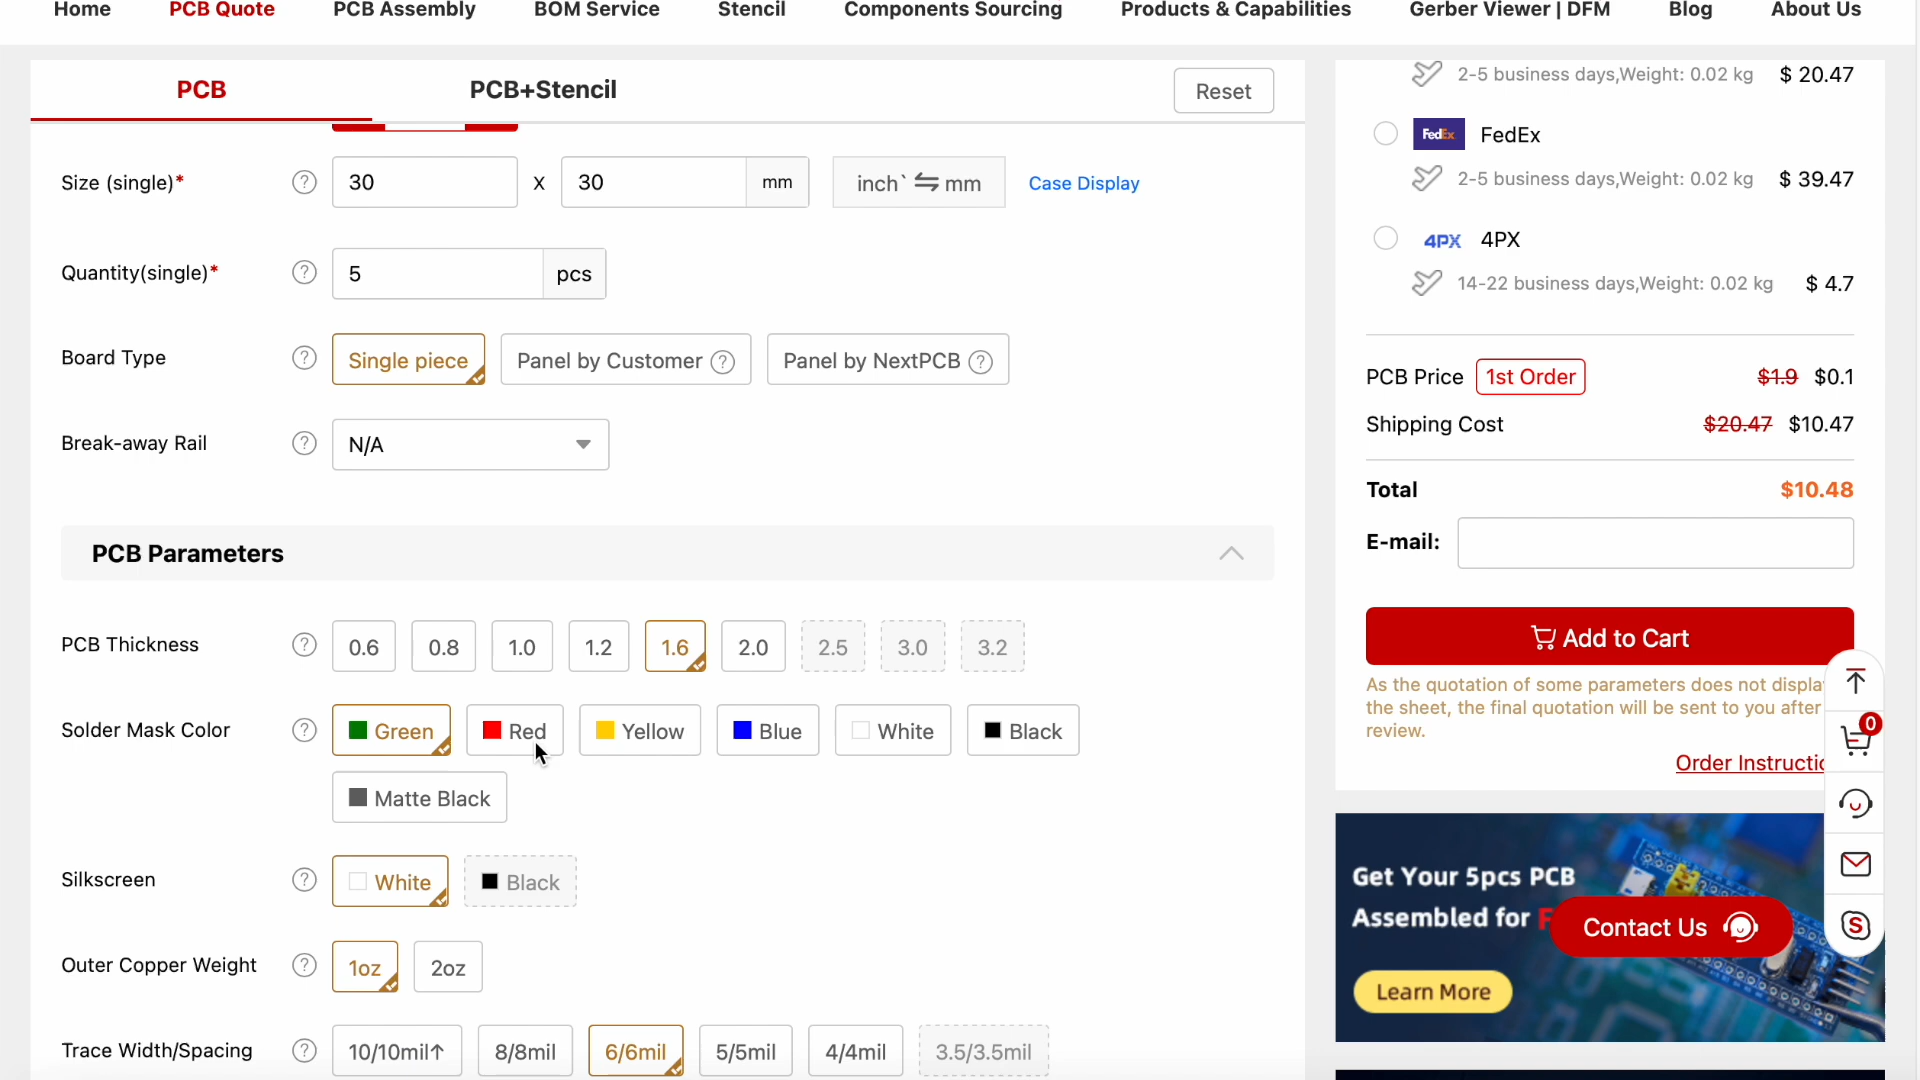 Home PCB Quote PCB Assembly BOM Service Stencil Components Sourcing Products & Capabilities Gerber Viewer | DFM Blog About Us
PCB PCB+Stencil Reset
Size (single)* ? 30 X 30 mm inch` ⇋ mm Case Display
Quantity(single)* ? 5 pcs
Board Type ? Single piece Panel by Customer ? Panel by NextPCB ?
Break-away Rail ? N/A
PCB Parameters
PCB Thickness ? 0.6 0.8 1.0 1.2 1.6 2.0 2.5 3.0 3.2
Solder Mask Color ? Green Red Yellow Blue White Black
Matte Black
Silkscreen ? White Black
Outer Copper Weight ? 1oz 2oz
Trace Width/Spacing ? 10/10mil↑ 8/8mil 6/6mil 5/5mil 4/4mil 3.5/3.5mil
2-5 business days,Weight: 0.02 kg $ 20.47
FedEx FedEx
2-5 business days,Weight: 0.02 kg $ 39.47
4PX 4PX
14-22 business days,Weight: 0.02 kg $ 4.7
PCB Price 1st Order $1.9 $0.1
Shipping Cost $20.47 $10.47
Total $10.48
E-mail:
Add to Cart
As the quotation of some parameters does not
the sheet, the final quotation will be sent to you after
review.
0
Order
Get Your 5pcs PCB
Assembled for
Contact Us
S
Learn More